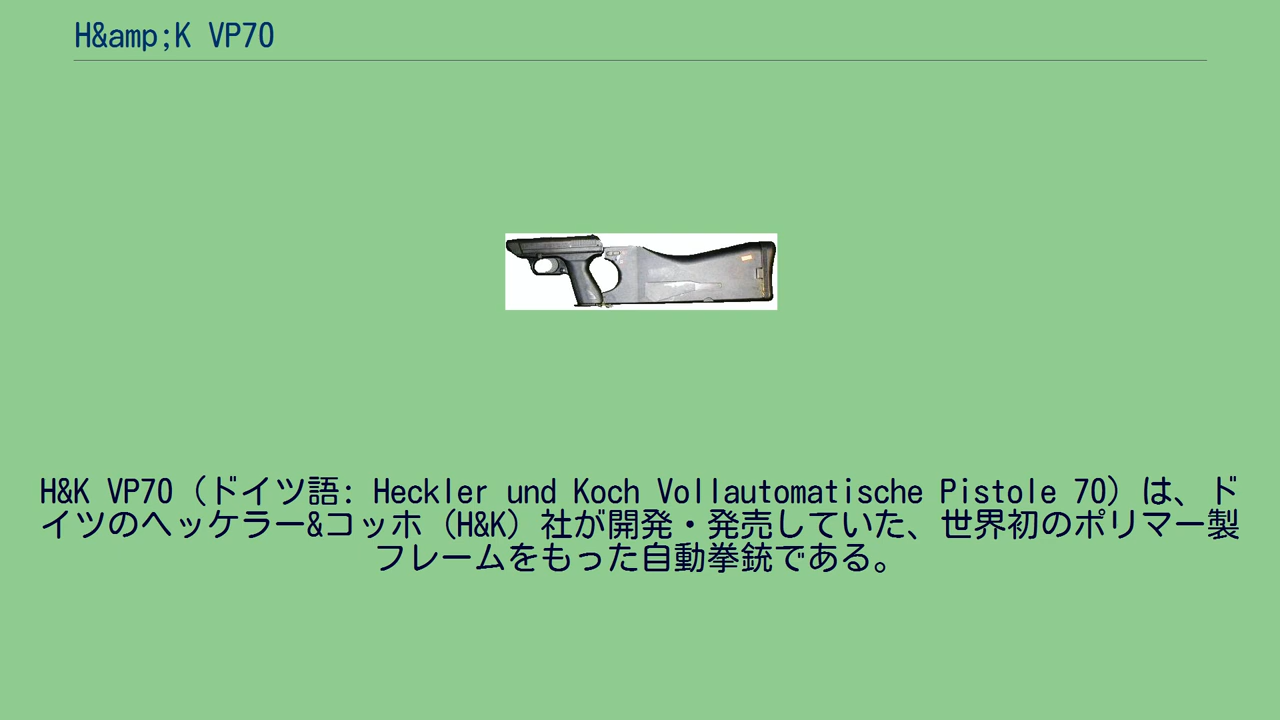 H&amp;K VP70
H&K VP70（ドイツ語: Heckler und Koch Vollautomatische Pistole 70）は、ド
イツのヘッケラー&コッホ（H&K）社が開発・発売していた、世界初のポリマー製
フレームをもった自動拳銃である。